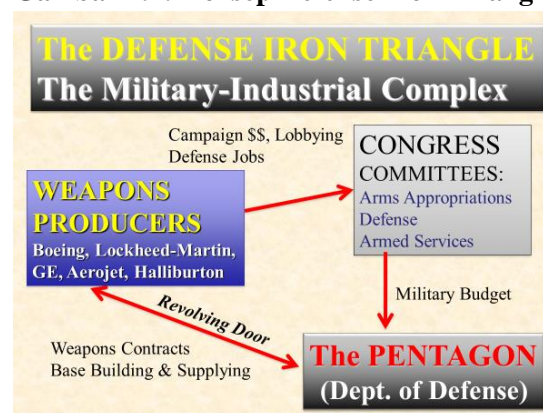 The DEFENSE IRON TRIANGLE
The Military-Industrial Complex
Campaign $$, Lobbying
Defense Jobs
CONGRESS
COMMITTEES:
Arms Appropriations
Defense
Armed Services
WEAPONS
PRODUCERS
Boeing, Lockheed-Martin,
GE, Aerojet, Halliburton
Military Budget
Revolving Door
Weapons Contracts
Base Building & Supplying
The PENTAGON
(Dept. of Defense)